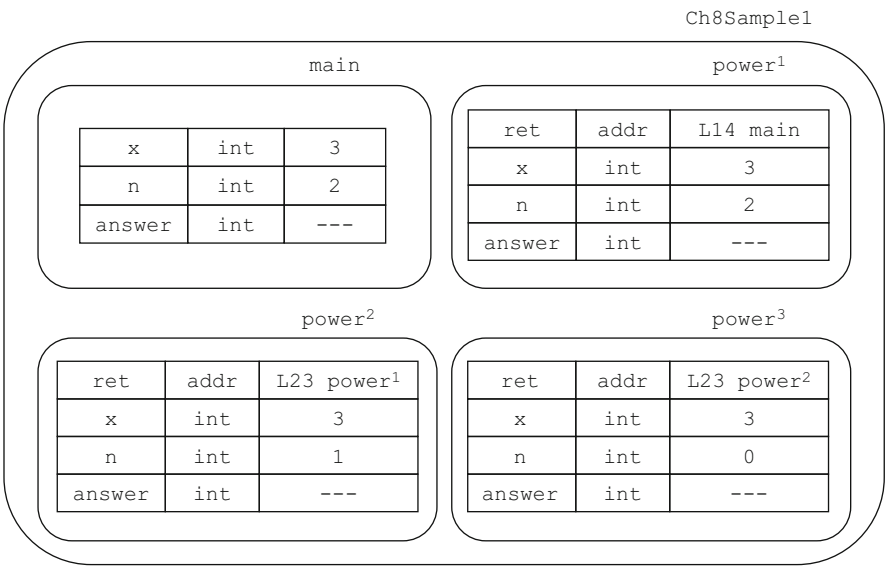 Ch8Sample1
main
x int 3
n int 2
answer int ---
power¹
ret addr L14 main
x int 3
n int 2
answer int ---
power²
ret addr L23 power¹
x int 3
n int 1
answer int ---
power³
ret addr L23 power²
x int 3
n int 0
answer int ---